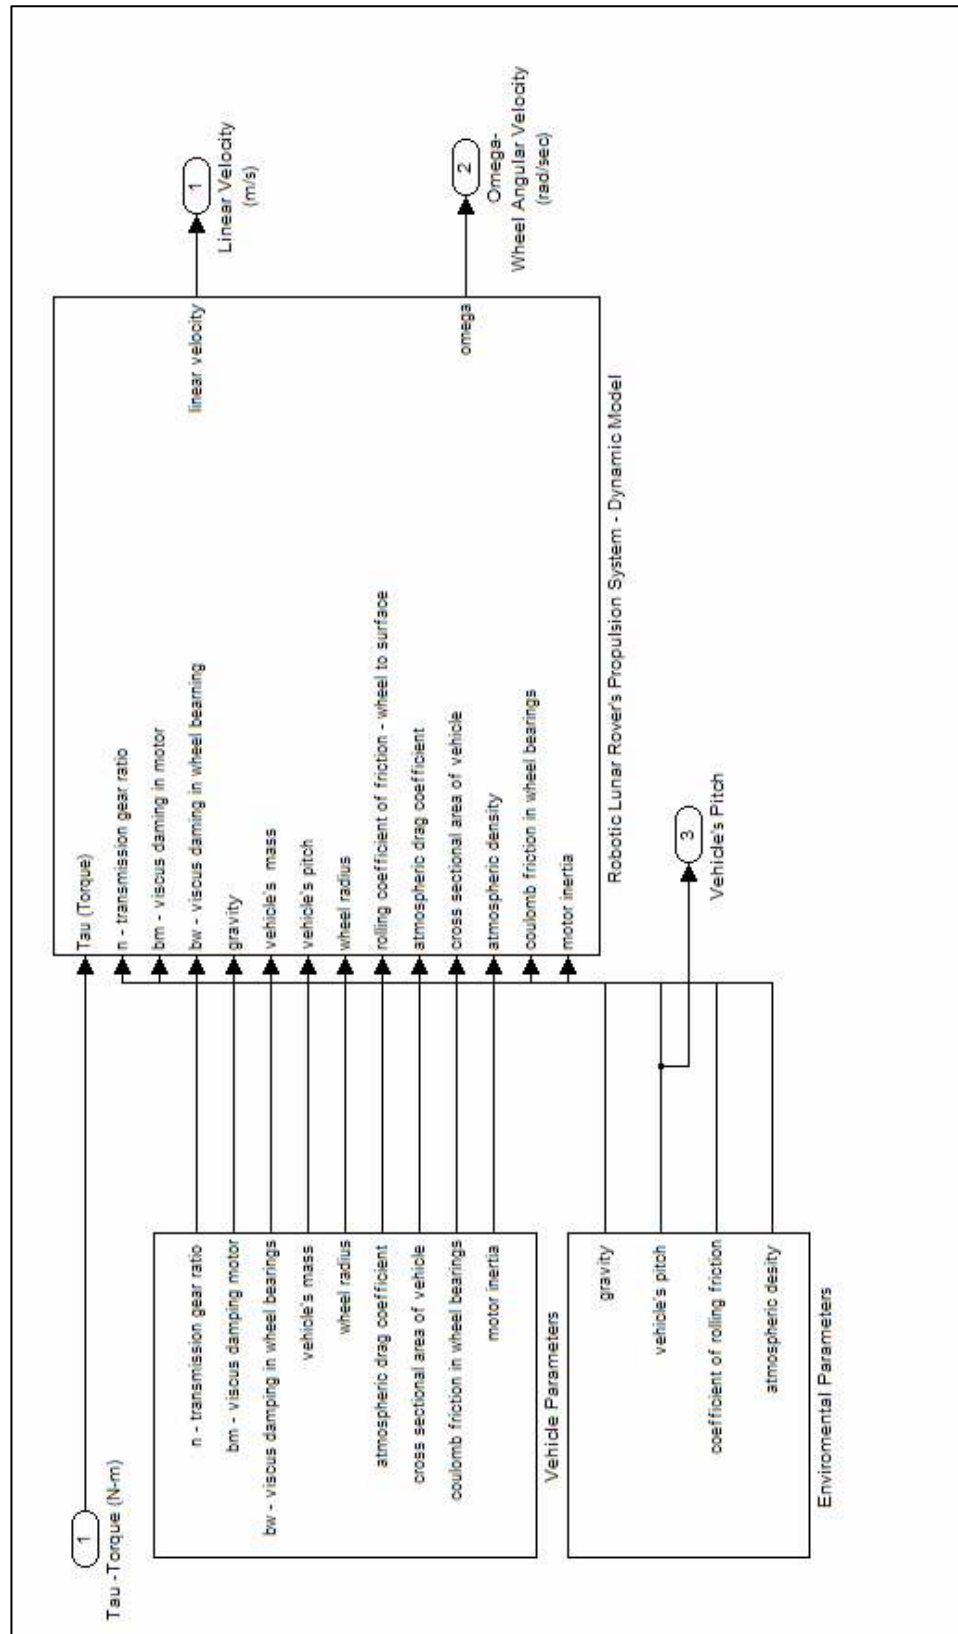 1
Tau -Torque (N-m)
n - transmission gear ratio
bm - viscus damping motor
bw - viscus damping in wheel bearings
vehicle's mass
wheel radius
atmospheric drag coefficient
cross sectional area of vehicle
coulomb friction in wheel bearings
motor inertia
Vehicle Parameters
gravity
vehicle's pitch
coefficient of rolling friction
atmospheric desity
Enviromental Parameters
Tau (Torque)
n - transmission gear ratio
bm - viscus daming in motor
bw - viscus daming in wheel bearning
gravity
vehicle's mass
vehicle's pitch
wheel radius
rolling coefficient of friction - wheel to surface
atmospheric drag coefficient
cross sectional area of vehicle
atmospheric density
coulomb friction in wheel bearings
motor inertia
linear velocity
omega
Robotic Lunar Rover's Propulsion System - Dynamic Model
1
Linear Velocity
(m/s)
2
Omega-
Wheel Angular Velocity
(rad/sec)
3
Vehicle's Pitch